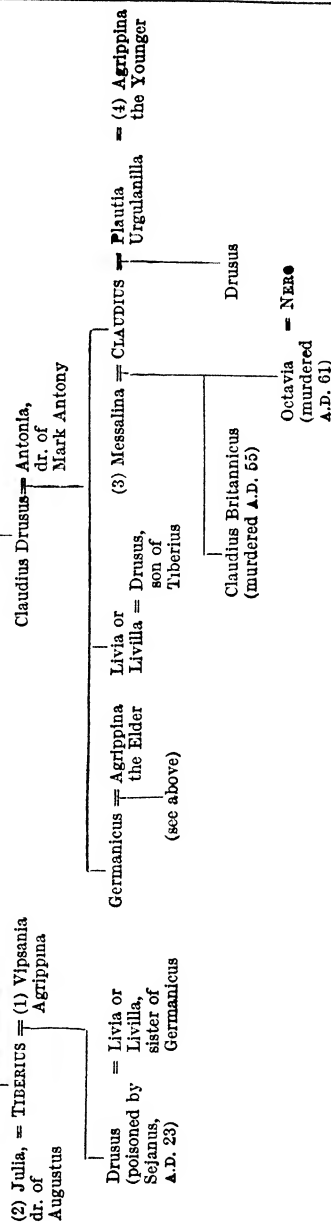 (2) Julia, = TIBERIUS = (1) Vipsania
dr. of Agrippina
Augustus
Drusus = Livia or
(poisoned by Livilla,
Sejanus, sister of
A.D. 23) Germanicus
Claudius Drusus = Antonia,
dr. of
Mark Antony
Germanicus = Agrippina
the Elder
(see above)
Livia or
Livilla = Drusus,
son of
Tiberius
(3) Messalina = CLAUDIUS = Plautia
Urgulanilla
= (4) Agrippina
the Younger
Claudius Britannicus
(murdered A.D. 55)
Octavia = NERO
(murdered
A.D. 61)
Drusus